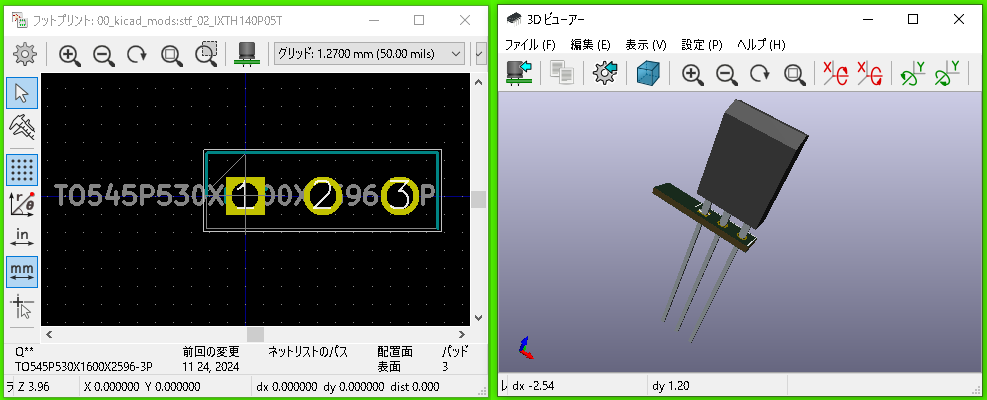 フットプリント: 00_kicad_mods:stf_02_IXTH140P05T
グリッド: 1.2700 mm (50.00 mils)
r
θ
in
mm
TO545P530X1600X2596-3P
1
2
3
Q**
TO545P530X1600X2596-3P
前回の変更
11 24, 2024
ネットリストのパス
配置面
表面
パッド
3
ラ Z 3.96
X 0.000000 Y 0.000000
dx 0.000000 dy 0.000000 dist 0.000
3D ビューアー
ファイル (F)
編集 (E)
表示 (V)
設定 (P)
ヘルプ (H)
X
X
Y
Y
dx -2.54
dy 1.20